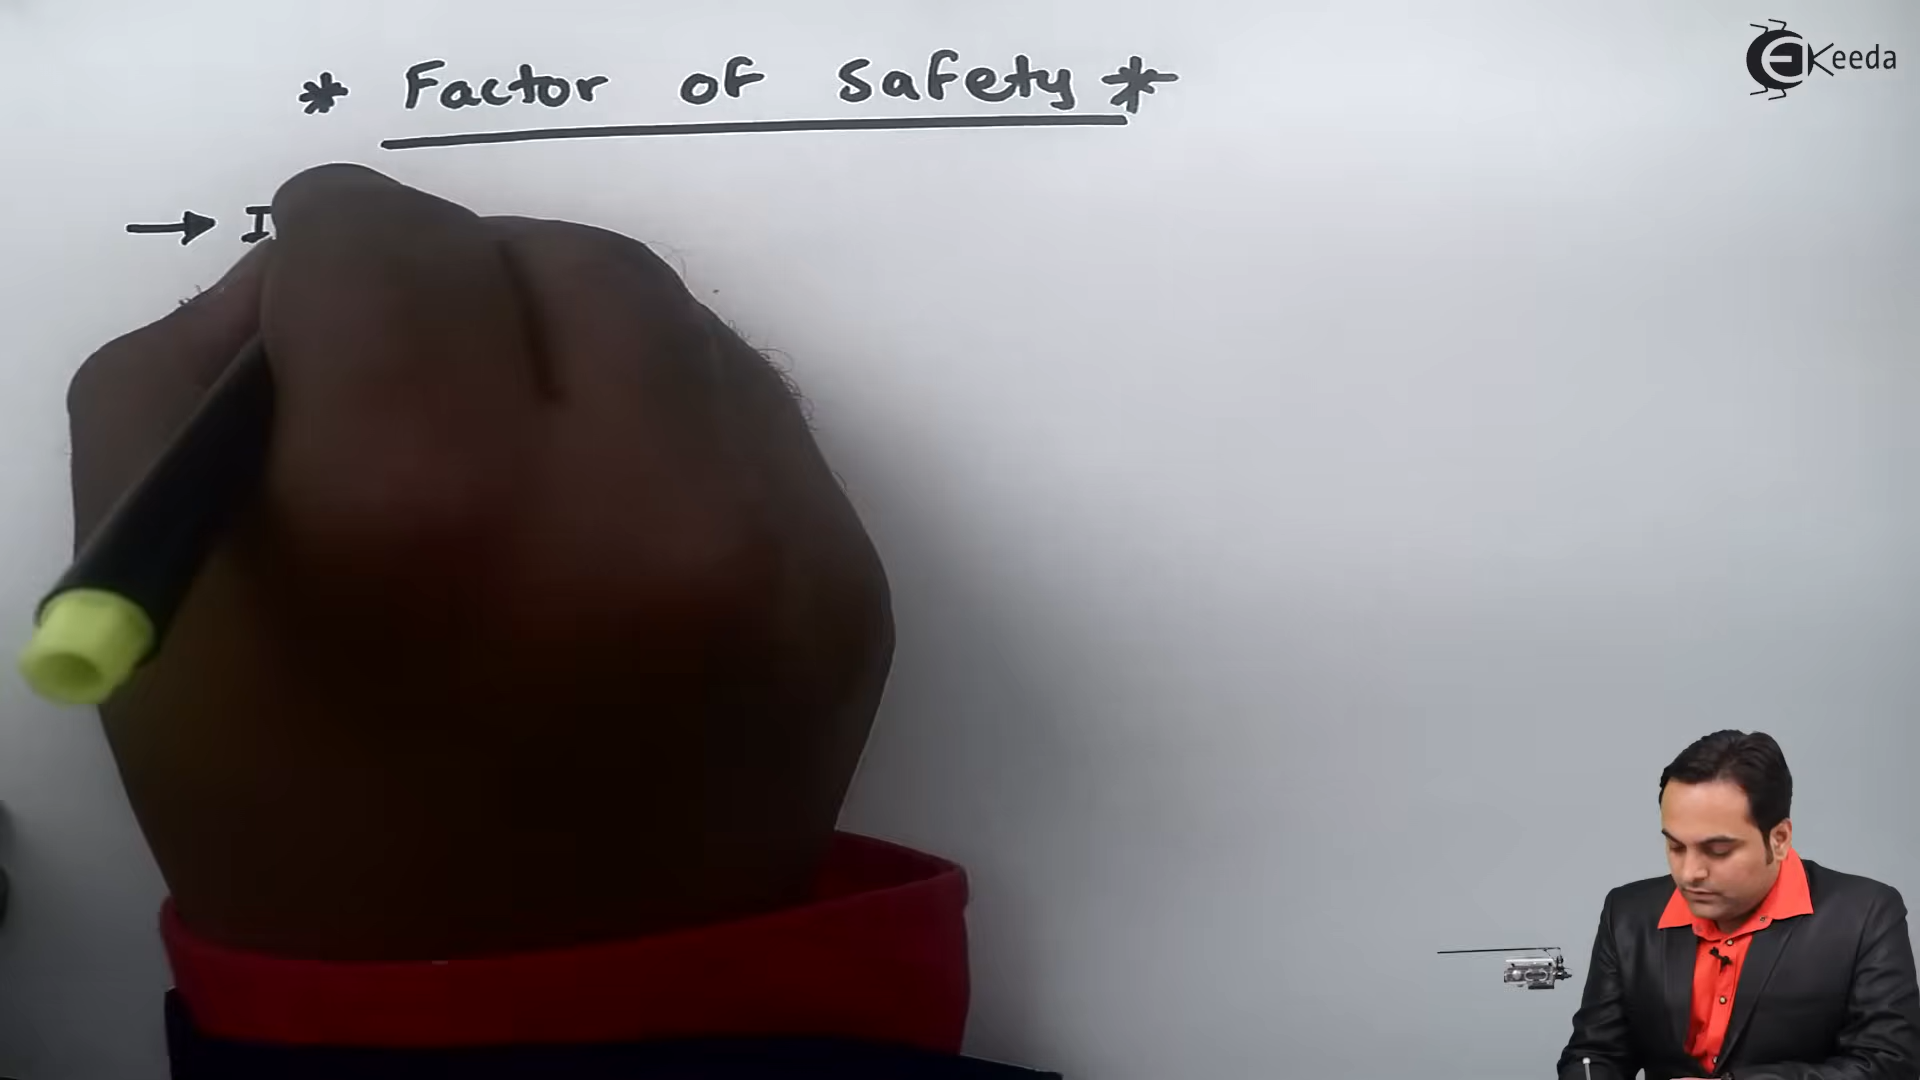 * Factor of Safety *
→ I
Ekeeda